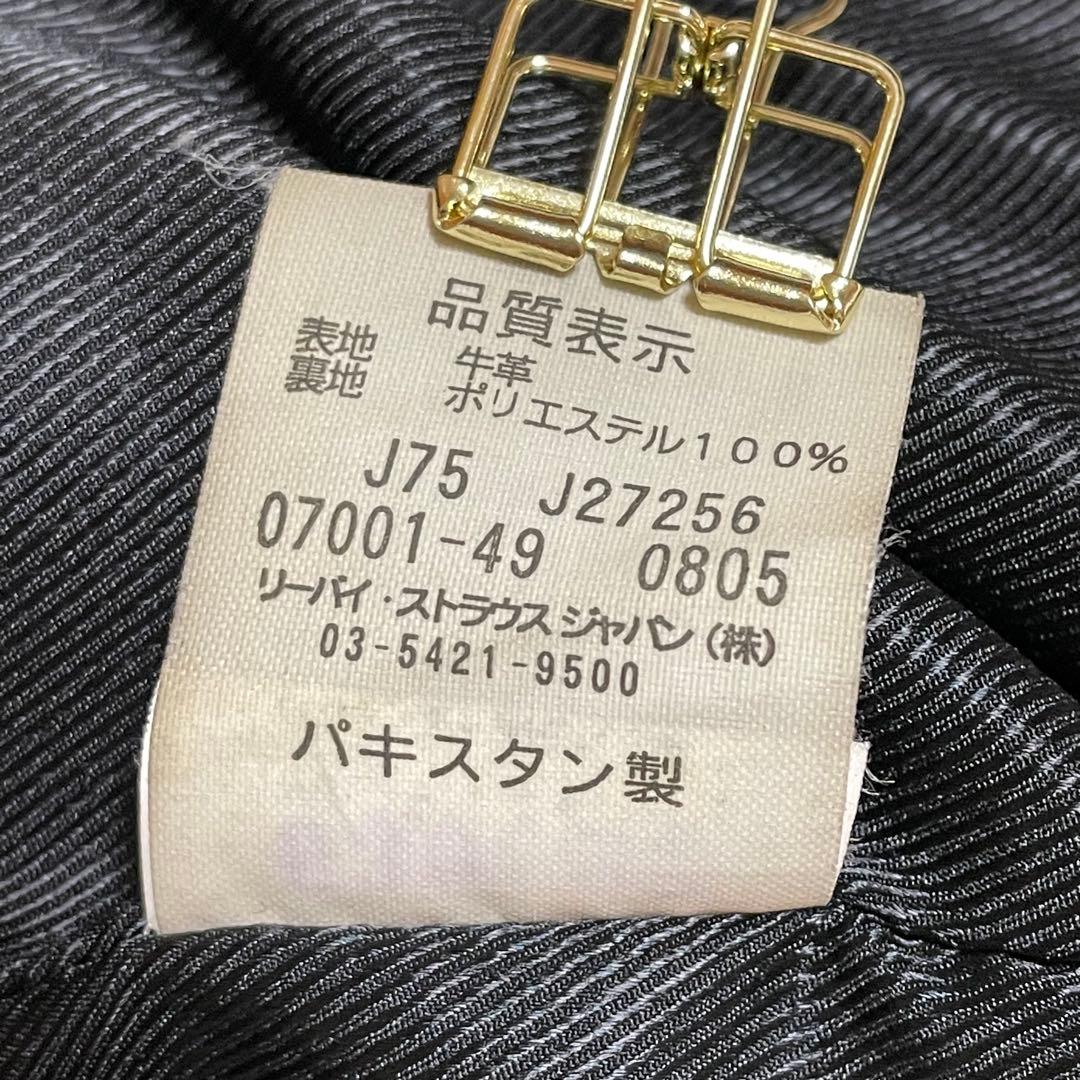 品質表示
表地 牛革
裏地 ポリエステル１００％
J75 J27256
07001-49 0805
リーバイ・ストラウス ジャパン（株）
03-5421-9500
パキスタン製